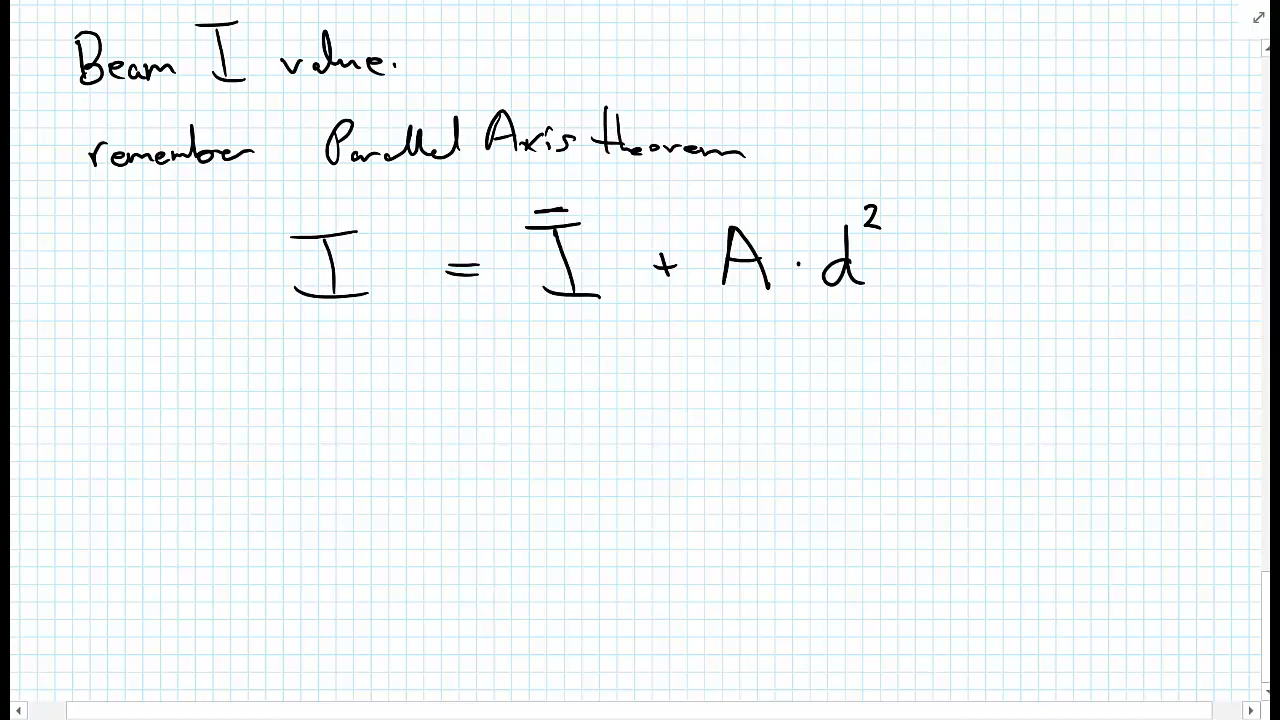 Beam I value.
remember Parallel Axis theorem
I = Ī + A · d²